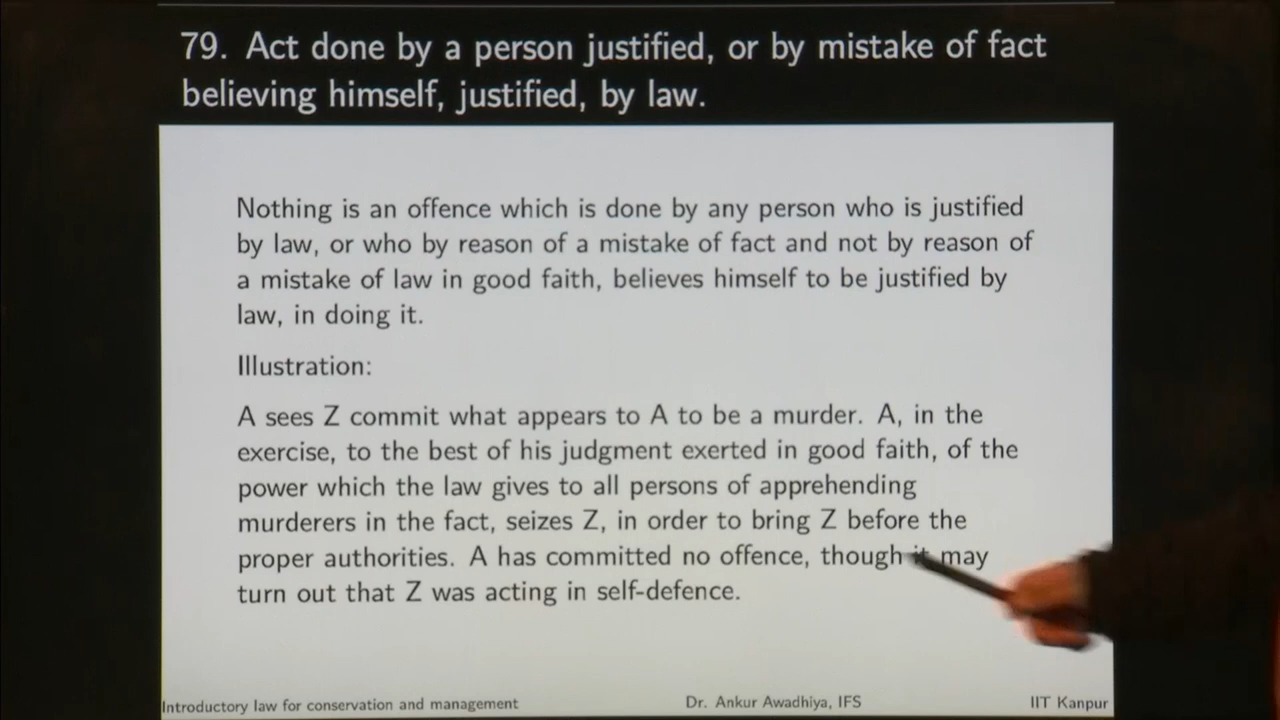 79. Act done by a person justified, or by mistake of fact
believing himself, justified, by law.
Nothing is an offence which is done by any person who is justified
by law, or who by reason of a mistake of fact and not by reason of
a mistake of law in good faith, believes himself to be justified by
law, in doing it.
Illustration:
A sees Z commit what appears to A to be a murder. A, in the
exercise, to the best of his judgment exerted in good faith, of the
power which the law gives to all persons of apprehending
murderers in the fact, seizes Z, in order to bring Z before the
proper authorities. A has committed no offence, though it may
turn out that Z was acting in self-defence.
Introductory law for conservation and management Dr. Ankur Awadhiya, IFS IIT Kanpur